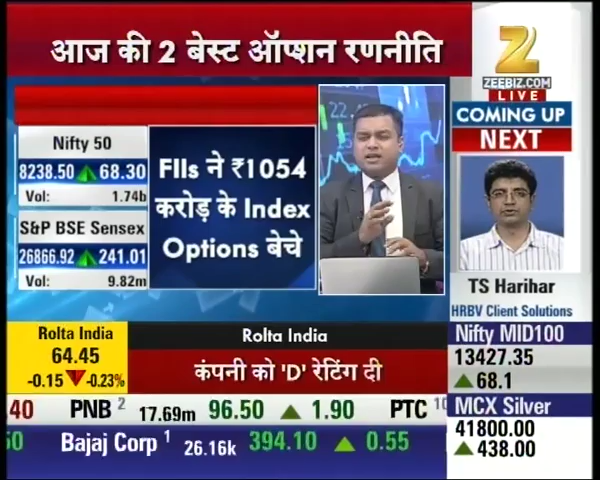 आज की 2 बेस्ट ऑप्शन रणनीति
Z
ZEEBIZ.COM
LIVE
COMING UP
NEXT
Nifty 50
8238.50 68.30
Vol: 1.74b
S&P BSE Sensex
26866.92 241.01
Vol: 9.82m
FIIs ने ₹1054
करोड़ के Index
Options बेचे
TS Harihar
HRBV Client Solutions
Rolta India
64.45
-0.15 -0.23%
Rolta India
कंपनी को 'D' रेटिंग दी
Nifty MID100
13427.35
68.1
MCX Silver
41800.00
438.00
40 PNB 2 17.69m 96.50 1.90 PTC 10
50 Bajaj Corp 1 26.16k 394.10 0.55